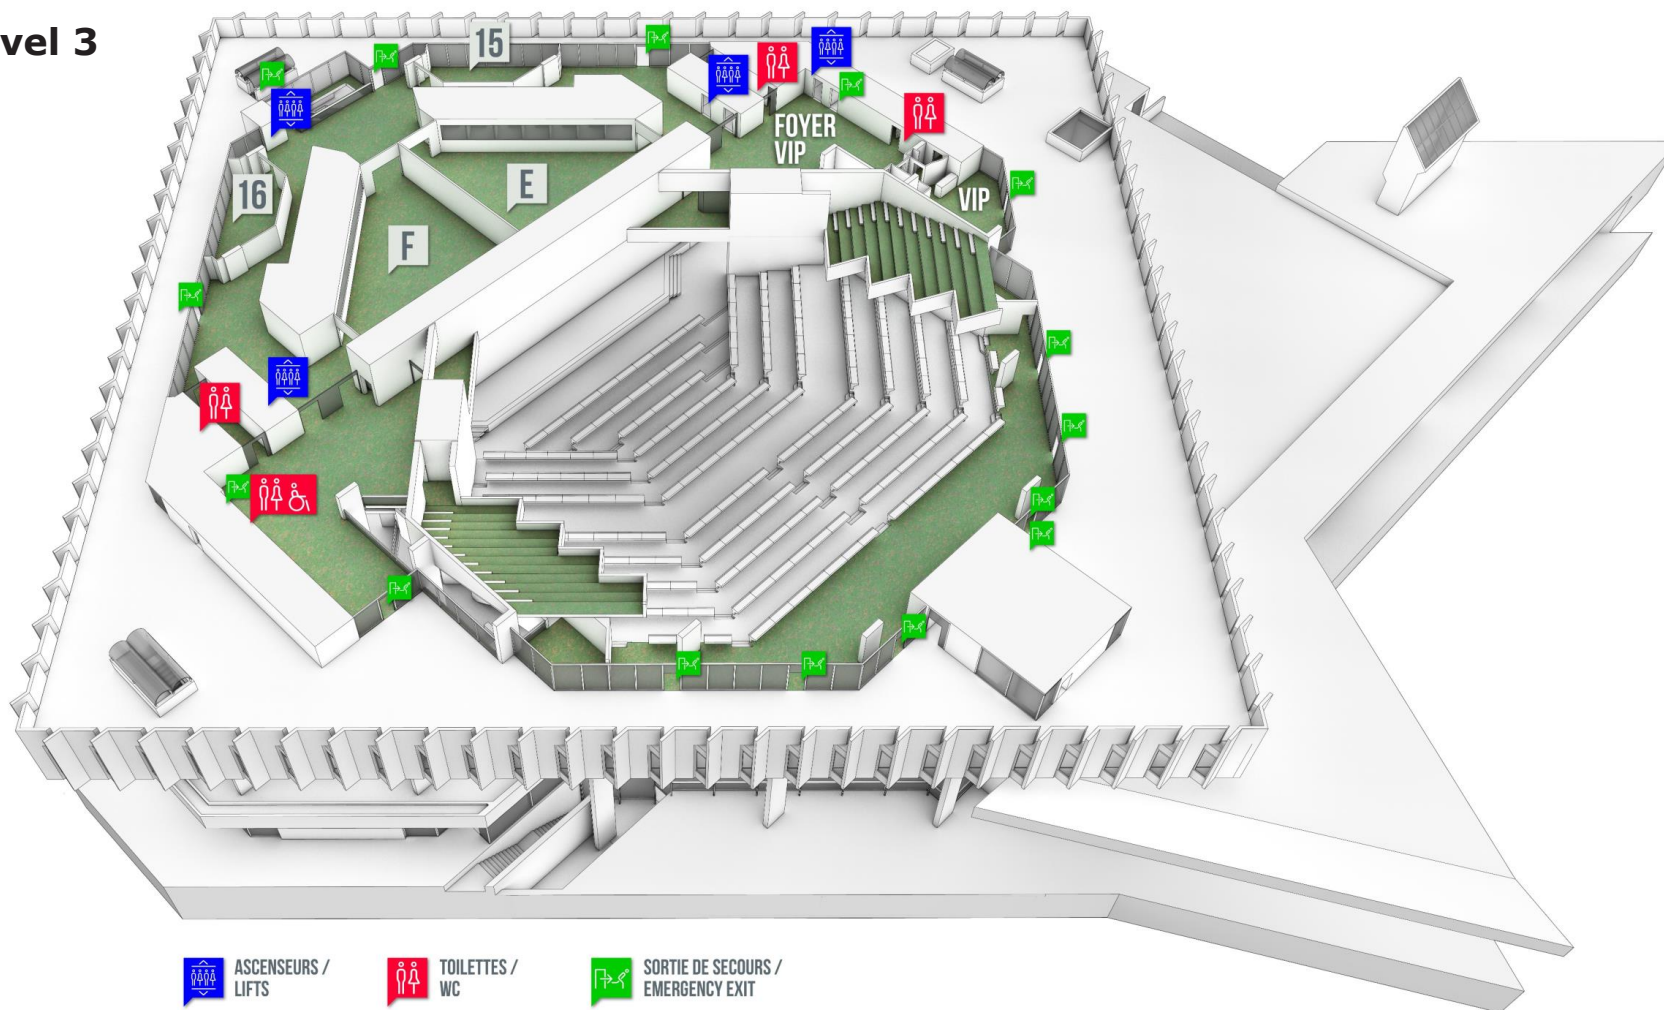 vel 3
15
16
E
F
FOYER
VIP
VIP
ASCENSEURS /
LIFTS
TOILETTES /
WC
SORTIE DE SECOURS /
EMERGENCY EXIT